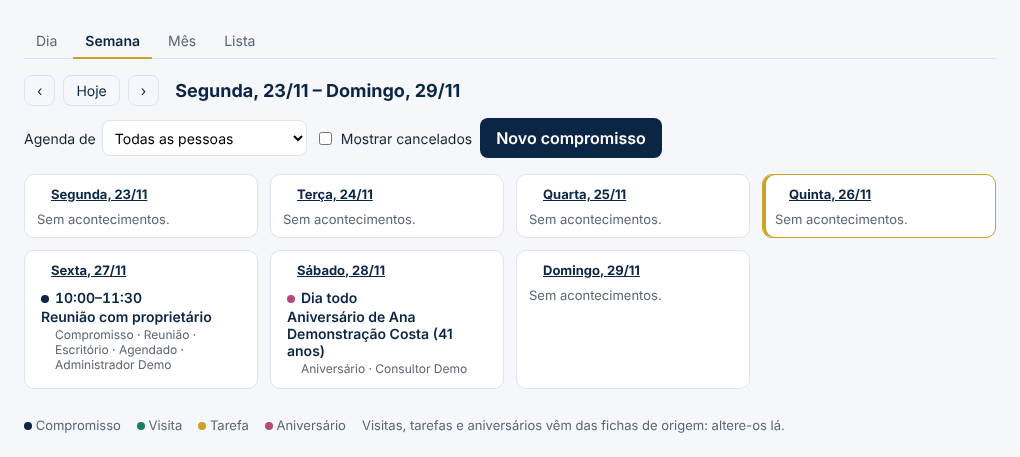 Dia Semana Mês Lista
‹ Hoje › Segunda, 23/11 – Domingo, 29/11
Agenda de Todas as pessoas Mostrar cancelados Novo compromisso
Segunda, 23/11
Sem acontecimentos.
Terça, 24/11
Sem acontecimentos.
Quarta, 25/11
Sem acontecimentos.
Quinta, 26/11
Sem acontecimentos.
Sexta, 27/11
10:00–11:30
Reunião com proprietário
Compromisso · Reunião ·
Escritório · Agendado ·
Administrador Demo
Sábado, 28/11
Dia todo
Aniversário de Ana
Demonstração Costa (41
anos)
Aniversário · Consultor Demo
Domingo, 29/11
Sem acontecimentos.
Compromisso Visita Tarefa Aniversário Visitas, tarefas e aniversários vêm das fichas de origem: altere-os lá.